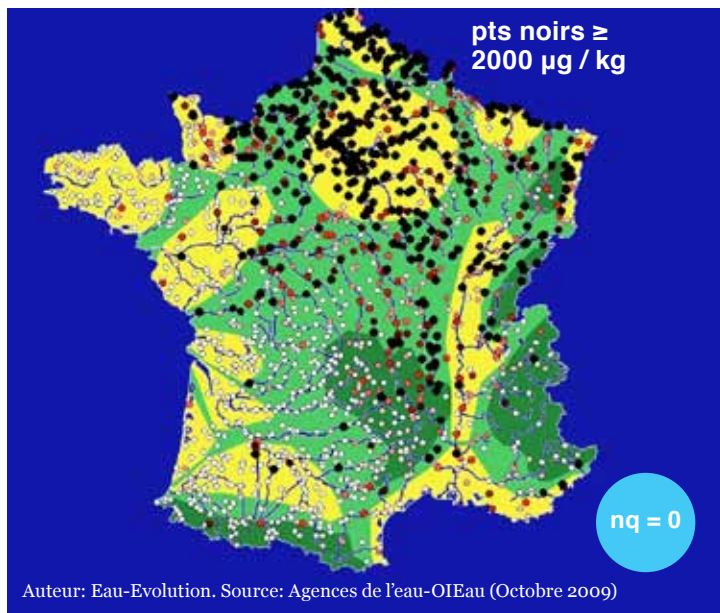 pts noirs ≥
2000 µg / kg
nq = 0
Auteur: Eau-Evolution. Source: Agences de l'eau-OIEau (Octobre 2009)